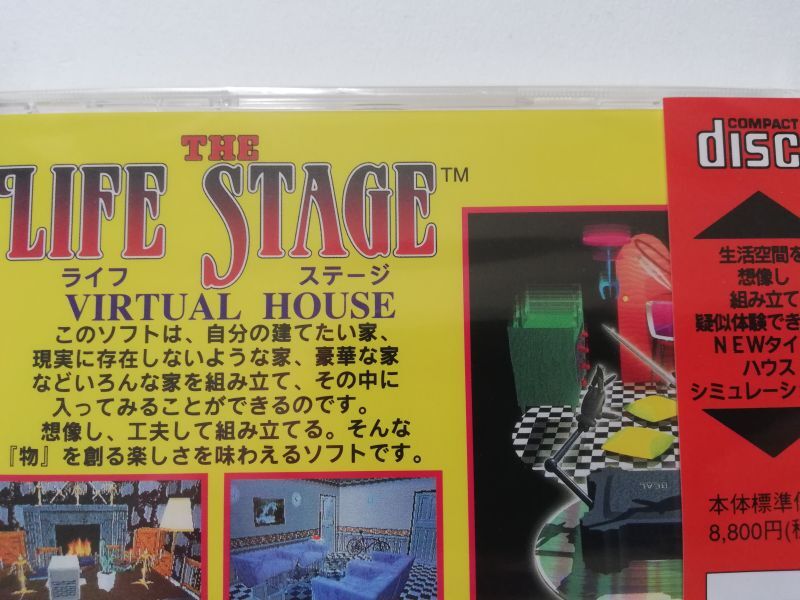 THE
LIFE STAGE™
ライフ ステージ
VIRTUAL HOUSE
このソフトは、自分の建てたい家、
現実に存在しないような家、豪華な家
などいろんな家を組み立て、その中に
入ってみることができるのです。
想像し、工夫して組み立てる。そんな
『物』を創る楽しさを味わえるソフトです。
COMPACT
disc
生活空間を
想像し
組み立て
疑似体験でき
NEWタイ
ハウス
シミュレーシ
本体標準
8,800円(税